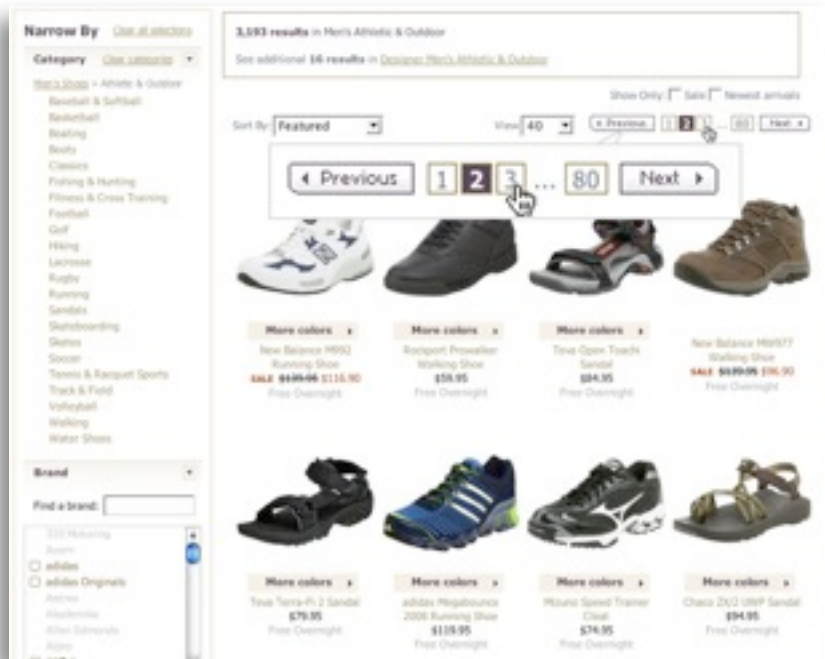 Narrow By Clear all selections
Category Clear categories
Men's Shoes > Athletic & Outdoor
Baseball & Softball
Basketball
Boating
Boots
Classics
Fishing & Hunting
Fitness & Cross Training
Football
Golf
Hiking
Lacrosse
Rugby
Running
Sandals
Skateboarding
Skates
Soccer
Tennis & Racquet Sports
Track & Field
Volleyball
Walking
Water Shoes
Brand
Find a brand:
310 Motoring
Acorn
adidas
adidas Originals
Aetrex
Akademiks
Allen Edmonds
3,193 results in Men's Athletic & Outdoor
See additional 16 results in Designer Men's Athletic & Outdoor
Show Only: Sale Newest arrivals
Sort By: Featured View 40 Previous 1 2 3 ... 80 Next
Previous 1 2 3 ... 80 Next
More colors More colors More colors
New Balance M992 Rockport Prowalker Teva Open Toachi New Balance MW977
Running Shoe Walking Shoe Sandal Walking Shoe
SALE $139.95 $116.90 $59.95 $84.95 SALE $96.90
Free Overnight Free Overnight Free Overnight Free Overnight
More colors More colors More colors More colors
Teva Terra-Fi 2 Sandal adidas Megabounce Mizuno Speed Trainer Chaco ZX/2 UWP Sandal
$79.95 2008 Running Shoe Cleat $94.95
Free Overnight $119.95 $74.95 Free Overnight
Free Overnight Free Overnight